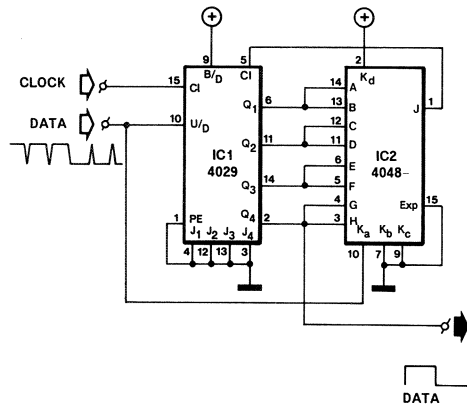 9 B/D
5 CI
2 Kd
CLOCK
15 CI
DATA
10 U/D
IC1
4029
Q1 6
Q2 11
Q3 14
Q4 2
1 PE
J1 J2 J3 J4
4 12 13 3
14 A
13 B
12 C
11 D
6 E
5 F
4 G
3 H
IC2
4048
J 1
Exp 15
Ka Kb Kc
10 7 9
DATA